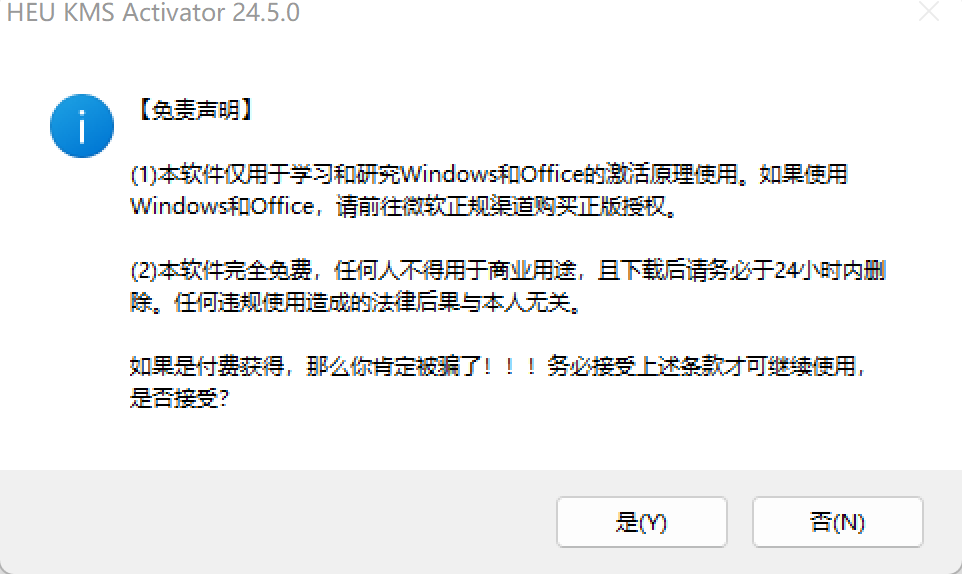 HEU KMS Activator 24.5.0
【免责声明】
(1)本软件仅用于学习和研究Windows和Office的激活原理使用。如果使用
Windows和Office，请前往微软正规渠道购买正版授权。
(2)本软件完全免费，任何人不得用于商业用途，且下载后请务必于24小时内删
除。任何违规使用造成的法律后果与本人无关。
如果是付费获得，那么你肯定被骗了！！！务必接受上述条款才可继续使用，
是否接受?
是(Y)
否(N)